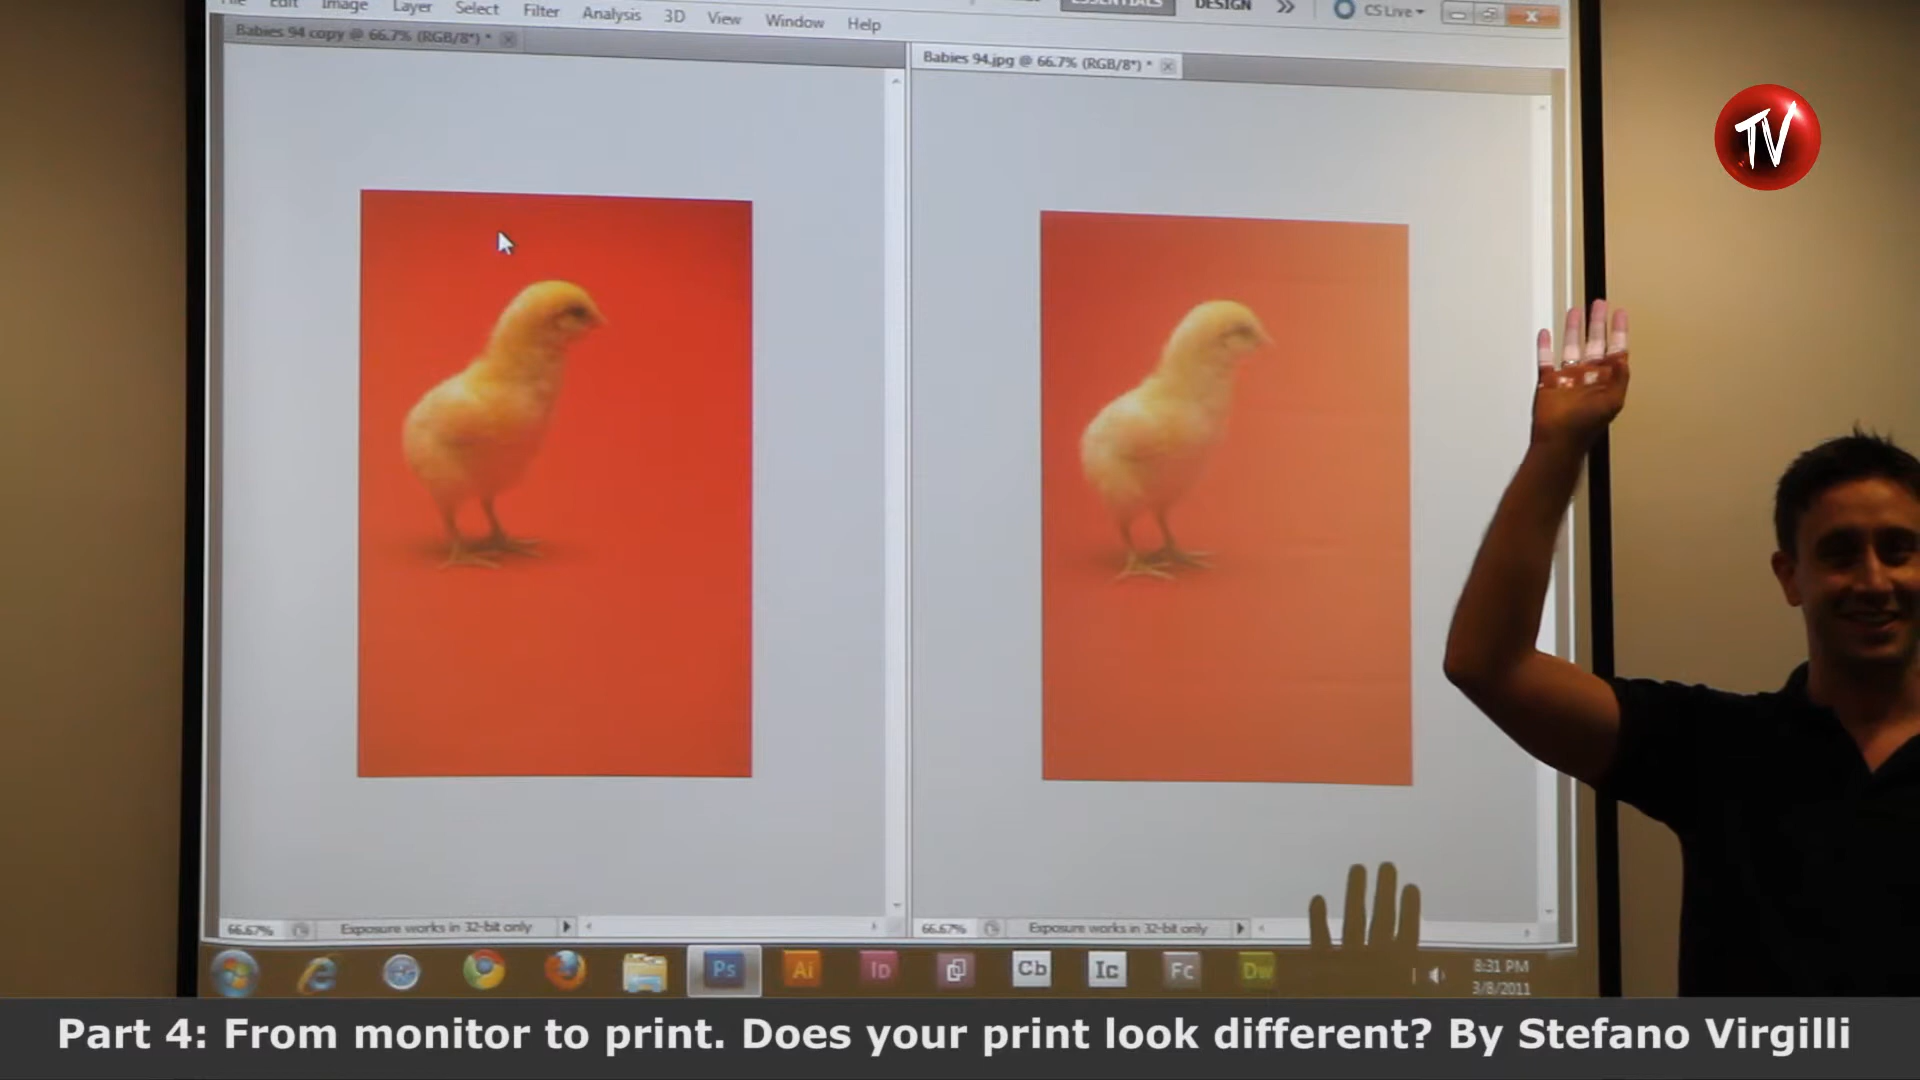 File Edit Image Layer Select Filter Analysis 3D View Window Help
ESSENTIALS DESIGN >> CS Live
Babies 94 copy @ 66.7% (RGB/8*) *
Babies 94.jpg @ 66.7% (RGB/8*) *
TV
66.67% Exposure works in 32-bit only
66.67% Exposure works in 32-bit only
Ps Ai Id Cb Ic Fc Dw
8:31 PM
3/8/2011
Part 4: From monitor to print. Does your print look different? By Stefano Virgilli